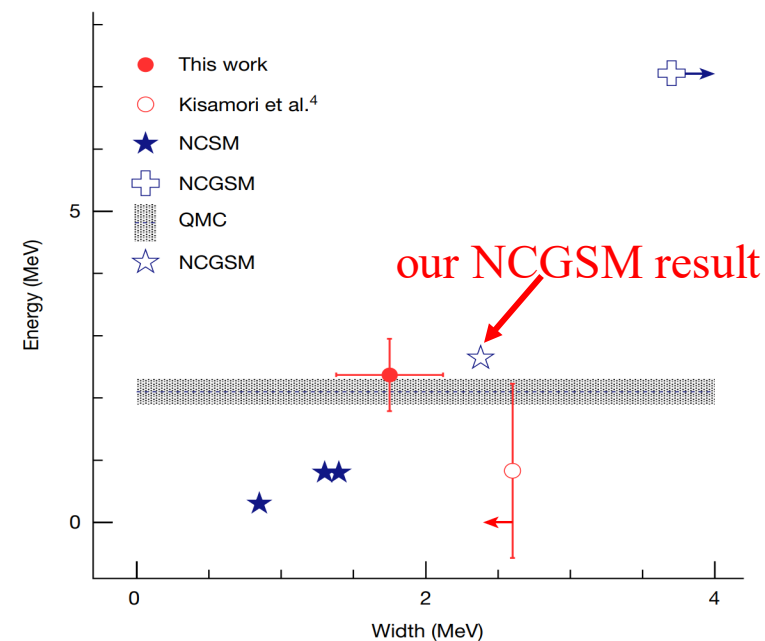 This work
Kisamori et al.⁴
NCSM
NCGSM
QMC
NCGSM
our NCGSM result
5
0
Energy (MeV)
0
2
4
Width (MeV)